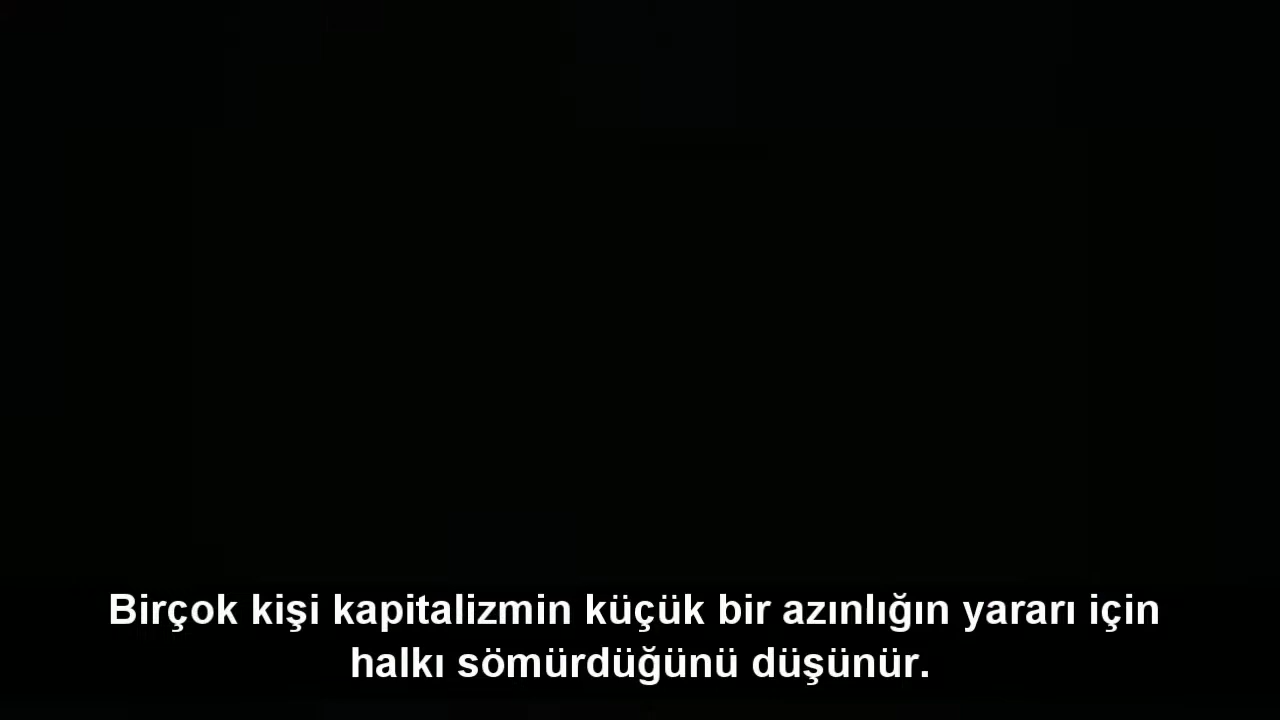 Birçok kişi kapitalizmin küçük bir azınlığın yararı için
halkı sömürdüğünü düşünür.